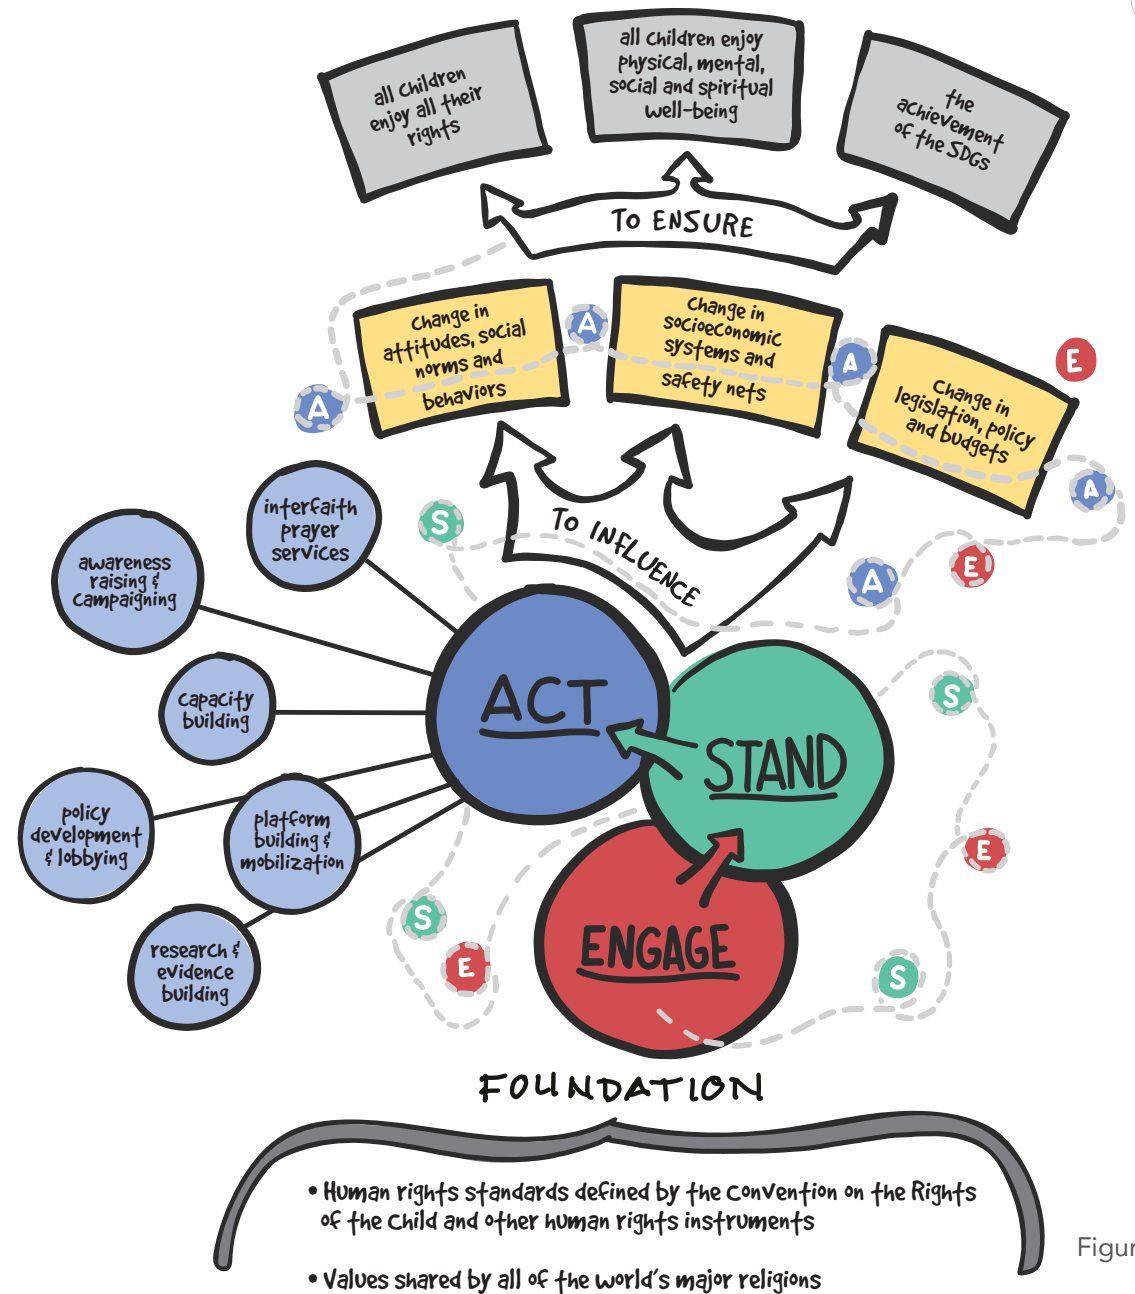 all children
enjoy all their
rights
all children enjoy
physical, mental,
social and spiritual
well-being
the
achievement
of the SDGs
TO ENSURE
Change in
attitudes, social
norms and
behaviors
A
Change in
socioeconomic
systems and
safety nets
A
Change in
legislation, policy
and budgets
E
A
A
interfaith
prayer
services
S
TO INFLUENCE
awareness
raising &
campaigning
E
A
capacity
building
ACT
STAND
S
policy
development
& lobbying
platform
building &
mobilization
E
S
E
ENGAGE
S
research &
evidence
building
FOUNDATION
• Human rights standards defined by the Convention on the Rights
of the Child and other human rights instruments
• Values shared by all of the world's major religions
Figur